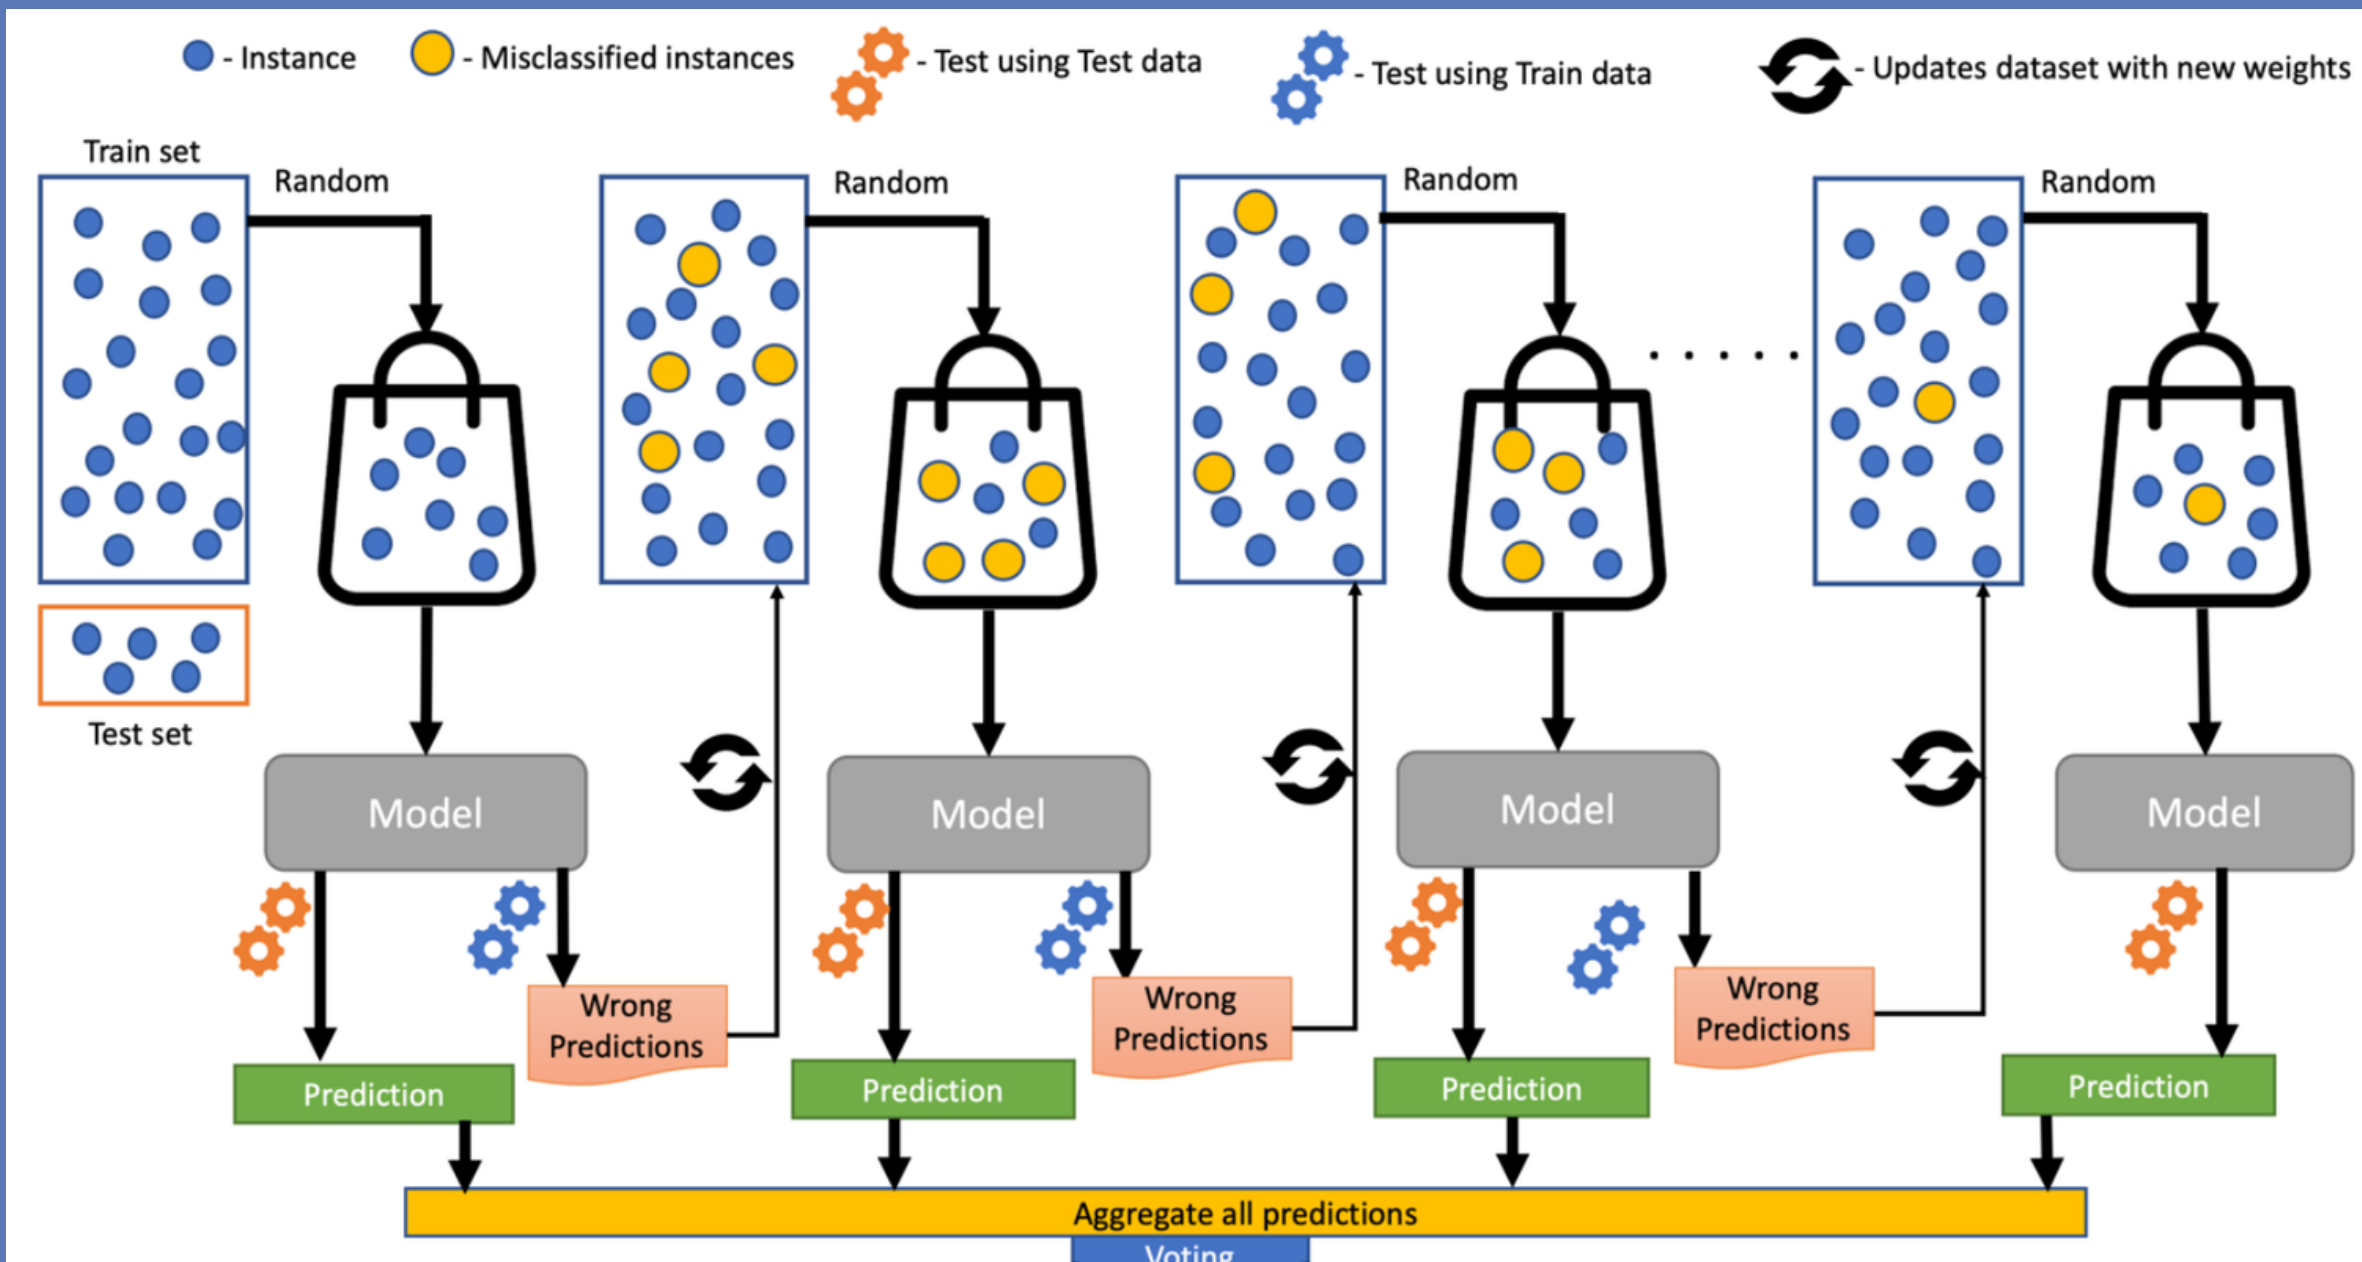 - Instance
- Misclassified instances
- Test using Test data
- Test using Train data
- Updates dataset with new weights
Train set
Random
Random
Random
Random
Test set
Model
Model
Model
Model
Wrong
Predictions
Wrong
Predictions
Wrong
Predictions
Prediction
Prediction
Prediction
Prediction
Aggregate all predictions
Voting